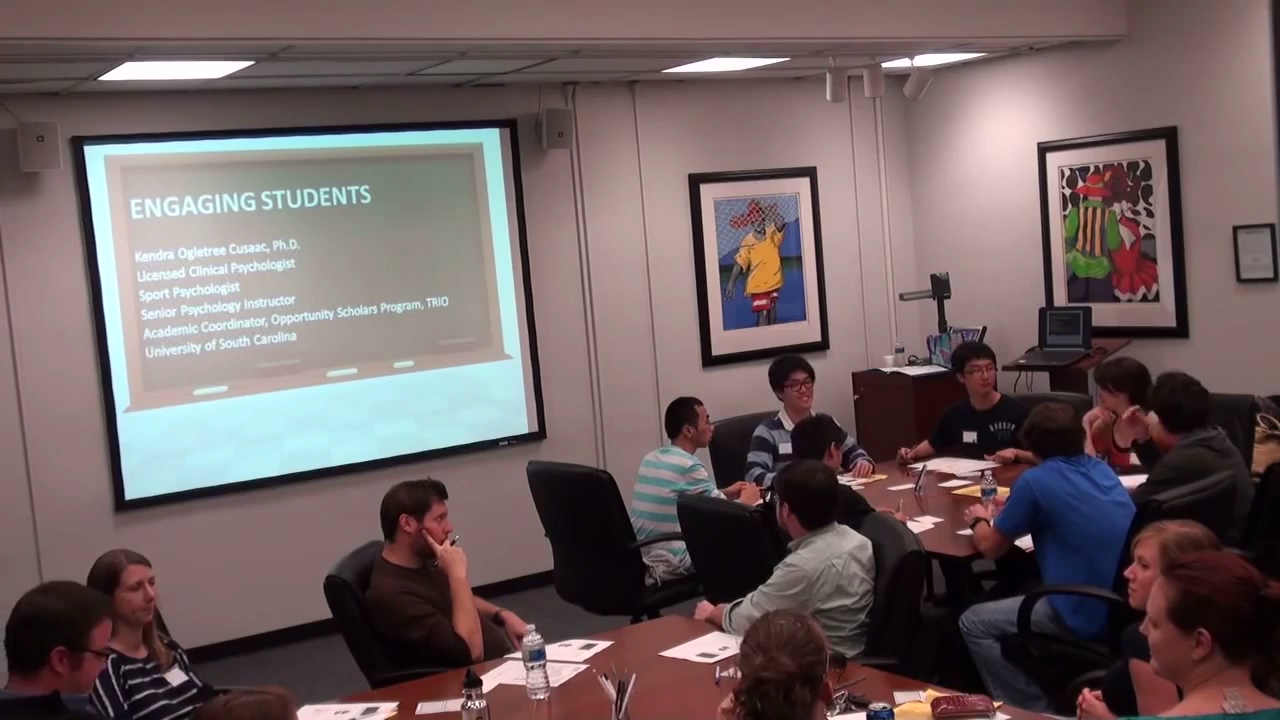 ENGAGING STUDENTS
Kendra Ogletree Cusaac, Ph.D.
Licensed Clinical Psychologist
Sport Psychologist
Senior Psychology Instructor
Academic Coordinator, Opportunity Scholars Program, TRIO
University of South Carolina